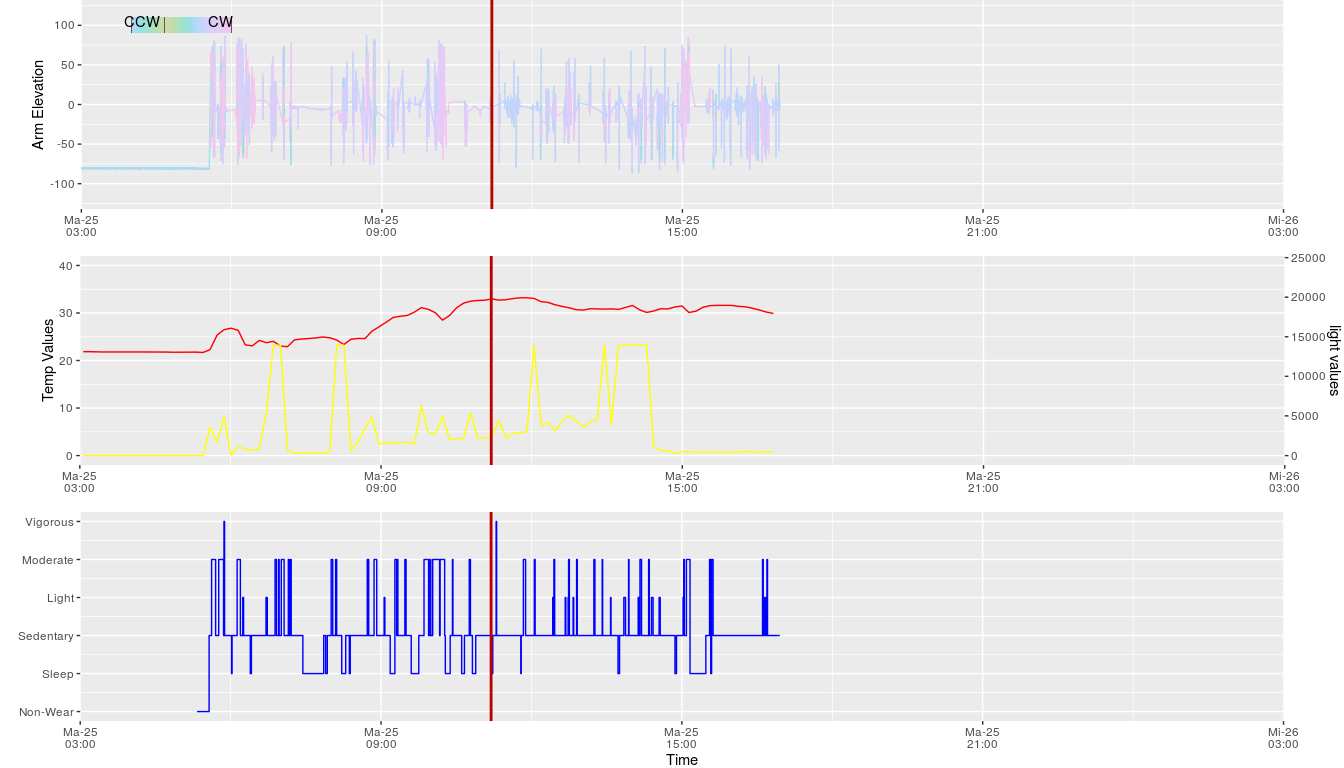 CCW CW
Arm Elevation
100
50
0
-50
-100
Ma-25 Ma-25 Ma-25 Ma-25 Mi-26
03:00 09:00 15:00 21:00 03:00
Temp Values
light values
40
30
20
10
0
25000
20000
15000
10000
5000
0
Ma-25 Ma-25 Ma-25 Ma-25 Mi-26
03:00 09:00 15:00 21:00 03:00
Vigorous
Moderate
Light
Sedentary
Sleep
Non-Wear
Ma-25 Ma-25 Ma-25 Ma-25 Mi-26
03:00 09:00 15:00 21:00 03:00
Time